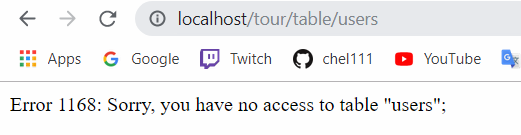 localhost/tour/table/users
Apps Google Twitch chel111 YouTube
Error 1168: Sorry, you have no access to table "users";